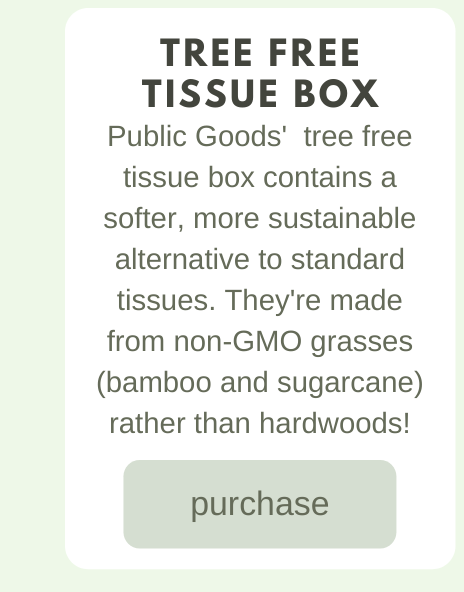 TREE FREE
TISSUE BOX
Public Goods'  tree free
tissue box contains a
softer, more sustainable
alternative to standard
tissues. They're made
from non-GMO grasses
(bamboo and sugarcane)
rather than hardwoods!
purchase